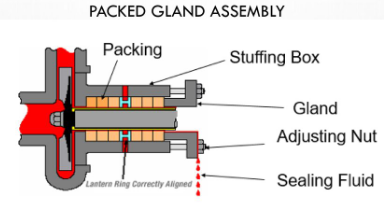 PACKED GLAND ASSEMBLY
Packing
Stuffing Box
Gland
Adjusting Nut
Lantern Ring Correctly Aligned
Sealing Fluid